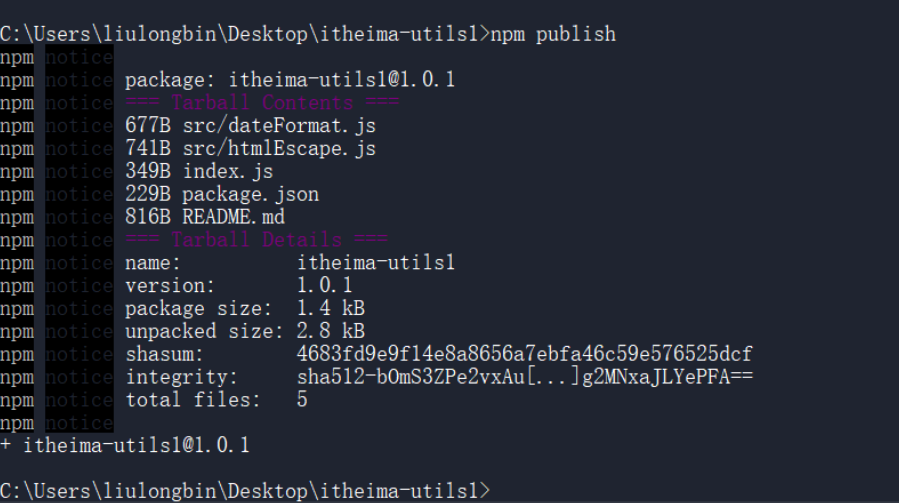 C:\Users\liulongbin\Desktop\itheima-utils1>npm publish
npm notice
npm notice package: itheima-utils1@1.0.1
npm notice === Tarball Contents ===
npm notice 677B src/dateFormat.js
npm notice 741B src/htmlEscape.js
npm notice 349B index.js
npm notice 229B package.json
npm notice 816B README.md
npm notice === Tarball Details ===
npm notice name: itheima-utils1
npm notice version: 1.0.1
npm notice package size: 1.4 kB
npm notice unpacked size: 2.8 kB
npm notice shasum: 4683fd9e9f14e8a8656a7ebfa46c59e576525dcf
npm notice integrity: sha512-bOmS3ZPe2vxAu[...]g2MNxaJLYePFA==
npm notice total files: 5
npm notice
+ itheima-utils1@1.0.1
C:\Users\liulongbin\Desktop\itheima-utils1>